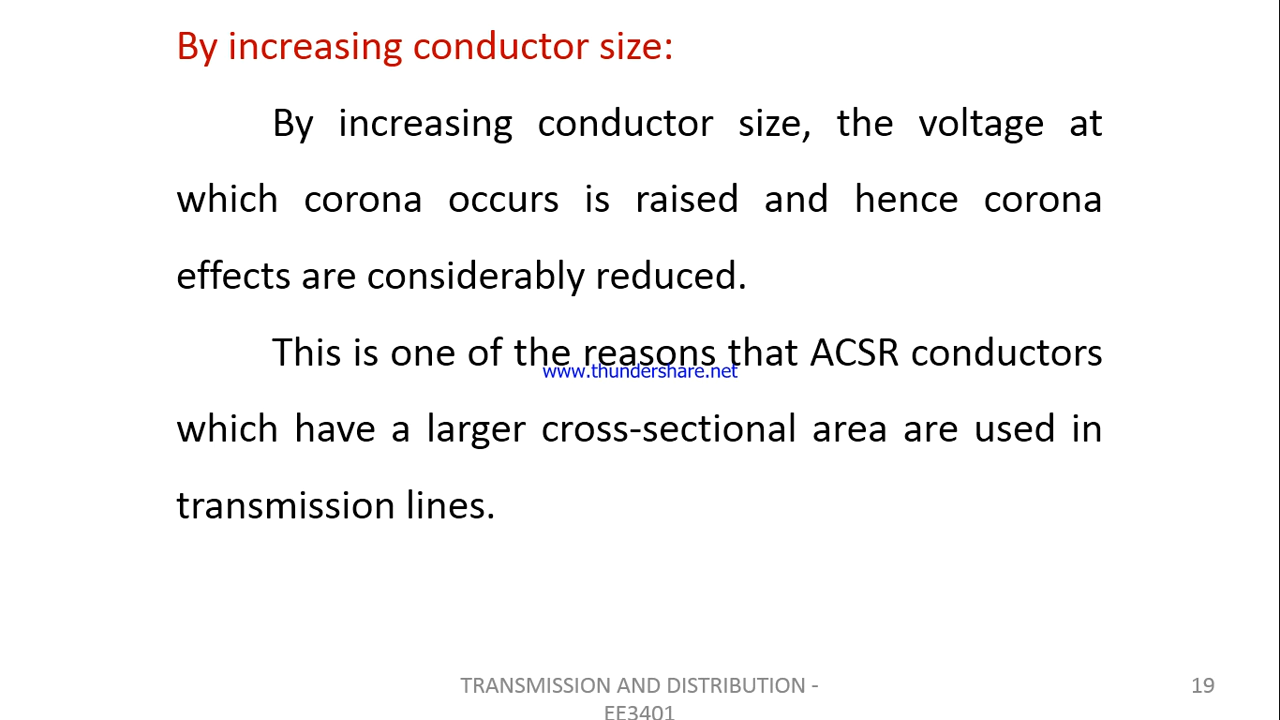 By increasing conductor size:
By increasing conductor size, the voltage at
which corona occurs is raised and hence corona
effects are considerably reduced.
This is one of the reasons that ACSR conductors
www.thundershare.net
which have a larger cross-sectional area are used in
transmission lines.
TRANSMISSION AND DISTRIBUTION -
EE3401
19